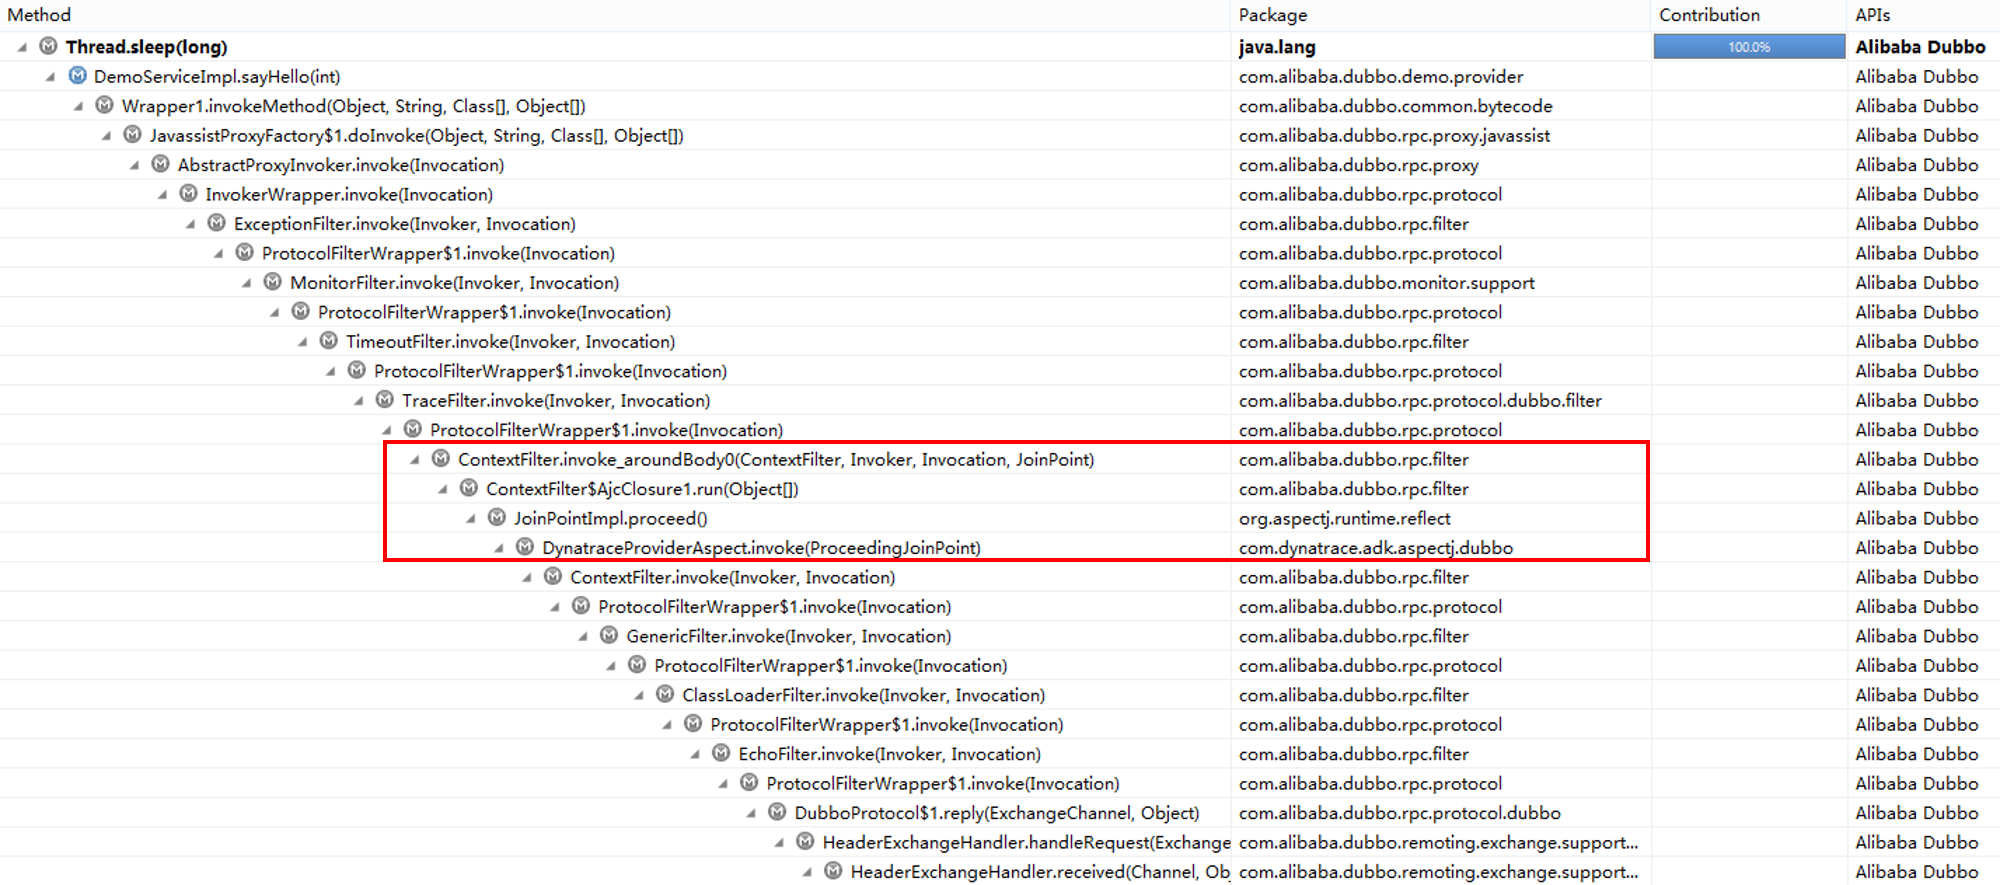 Method Package Contribution APIs
Thread.sleep(long) java.lang 100.0% Alibaba Dubbo
DemoServiceImpl.sayHello(int) com.alibaba.dubbo.demo.provider Alibaba Dubbo
Wrapper1.invokeMethod(Object, String, Class[], Object[]) com.alibaba.dubbo.common.bytecode Alibaba Dubbo
JavassistProxyFactory$1.doInvoke(Object, String, Class[], Object[]) com.alibaba.dubbo.rpc.proxy.javassist Alibaba Dubbo
AbstractProxyInvoker.invoke(Invocation) com.alibaba.dubbo.rpc.proxy Alibaba Dubbo
InvokerWrapper.invoke(Invocation) com.alibaba.dubbo.rpc.protocol Alibaba Dubbo
ExceptionFilter.invoke(Invoker, Invocation) com.alibaba.dubbo.rpc.filter Alibaba Dubbo
ProtocolFilterWrapper$1.invoke(Invocation) com.alibaba.dubbo.rpc.protocol Alibaba Dubbo
MonitorFilter.invoke(Invoker, Invocation) com.alibaba.dubbo.monitor.support Alibaba Dubbo
ProtocolFilterWrapper$1.invoke(Invocation) com.alibaba.dubbo.rpc.protocol Alibaba Dubbo
TimeoutFilter.invoke(Invoker, Invocation) com.alibaba.dubbo.rpc.filter Alibaba Dubbo
ProtocolFilterWrapper$1.invoke(Invocation) com.alibaba.dubbo.rpc.protocol Alibaba Dubbo
TraceFilter.invoke(Invoker, Invocation) com.alibaba.dubbo.rpc.protocol.dubbo.filter Alibaba Dubbo
ProtocolFilterWrapper$1.invoke(Invocation) com.alibaba.dubbo.rpc.protocol Alibaba Dubbo
ContextFilter.invoke_aroundBody0(ContextFilter, Invoker, Invocation, JoinPoint) com.alibaba.dubbo.rpc.filter Alibaba Dubbo
ContextFilter$AjcClosure1.run(Object[]) com.alibaba.dubbo.rpc.filter Alibaba Dubbo
JoinPointImpl.proceed() org.aspectj.runtime.reflect Alibaba Dubbo
DynatraceProviderAspect.invoke(ProceedingJoinPoint) com.dynatrace.adk.aspectj.dubbo Alibaba Dubbo
ContextFilter.invoke(Invoker, Invocation) com.alibaba.dubbo.rpc.filter Alibaba Dubbo
ProtocolFilterWrapper$1.invoke(Invocation) com.alibaba.dubbo.rpc.protocol Alibaba Dubbo
GenericFilter.invoke(Invoker, Invocation) com.alibaba.dubbo.rpc.filter Alibaba Dubbo
ProtocolFilterWrapper$1.invoke(Invocation) com.alibaba.dubbo.rpc.protocol Alibaba Dubbo
ClassLoaderFilter.invoke(Invoker, Invocation) com.alibaba.dubbo.rpc.filter Alibaba Dubbo
ProtocolFilterWrapper$1.invoke(Invocation) com.alibaba.dubbo.rpc.protocol Alibaba Dubbo
EchoFilter.invoke(Invoker, Invocation) com.alibaba.dubbo.rpc.filter Alibaba Dubbo
ProtocolFilterWrapper$1.invoke(Invocation) com.alibaba.dubbo.rpc.protocol Alibaba Dubbo
DubboProtocol$1.reply(ExchangeChannel, Object) com.alibaba.dubbo.rpc.protocol.dubbo Alibaba Dubbo
HeaderExchangeHandler.handleRequest(Exchange com.alibaba.dubbo.remoting.exchange.support... Alibaba Dubbo
HeaderExchangeHandler.received(Channel, Ob com.alibaba.dubbo.remoting.exchange.support... Alibaba Dubbo